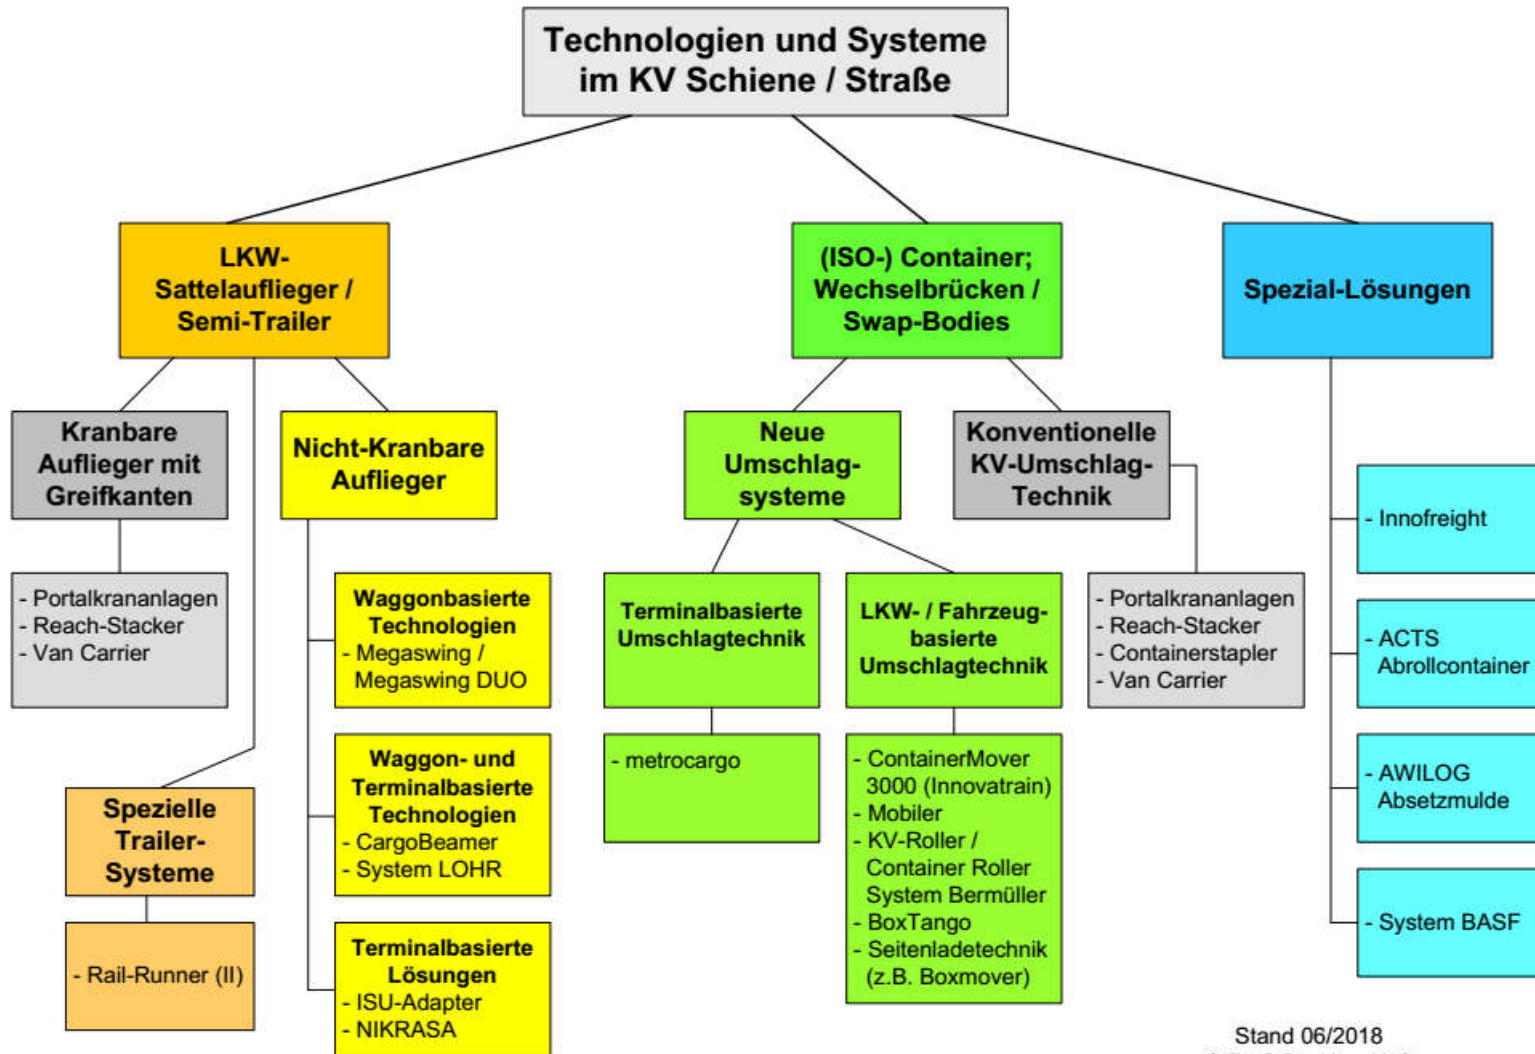 Technologien und Systeme
im KV Schiene / Straße
LKW-
Sattelauflieger /
Semi-Trailer
(ISO-) Container;
Wechselbrücken /
Swap-Bodies
Spezial-Lösungen
Kranbare
Auflieger mit
Greifkanten
Nicht-Kranbare
Auflieger
Neue
Umschlag-
systeme
Konventionelle
KV-Umschlag-
Technik
- Portalkrananlagen
- Reach-Stacker
- Van Carrier
Waggonbasierte
Technologien
- Megaswing /
Megaswing DUO
Waggon- und
Terminalbasierte
Technologien
- CargoBeamer
- System LOHR
Terminalbasierte
Lösungen
- ISU-Adapter
- NIKRASA
Spezielle
Trailer-
Systeme
- Rail-Runner (II)
Terminalbasierte
Umschlagtechnik
- metrocargo
LKW- / Fahrzeug-
basierte
Umschlagtechnik
- ContainerMover
3000 (Innovatrain)
- Mobiler
- KV-Roller /
Container Roller
System Bermüller
- BoxTango
- Seitenladetechnik
(z.B. Boxmover)
- Portalkrananlagen
- Reach-Stacker
- Containerstapler
- Van Carrier
- Innofreight
- ACTS
Abrollcontainer
- AWILOG
Absetzmulde
- System BASF
Stand 06/2018